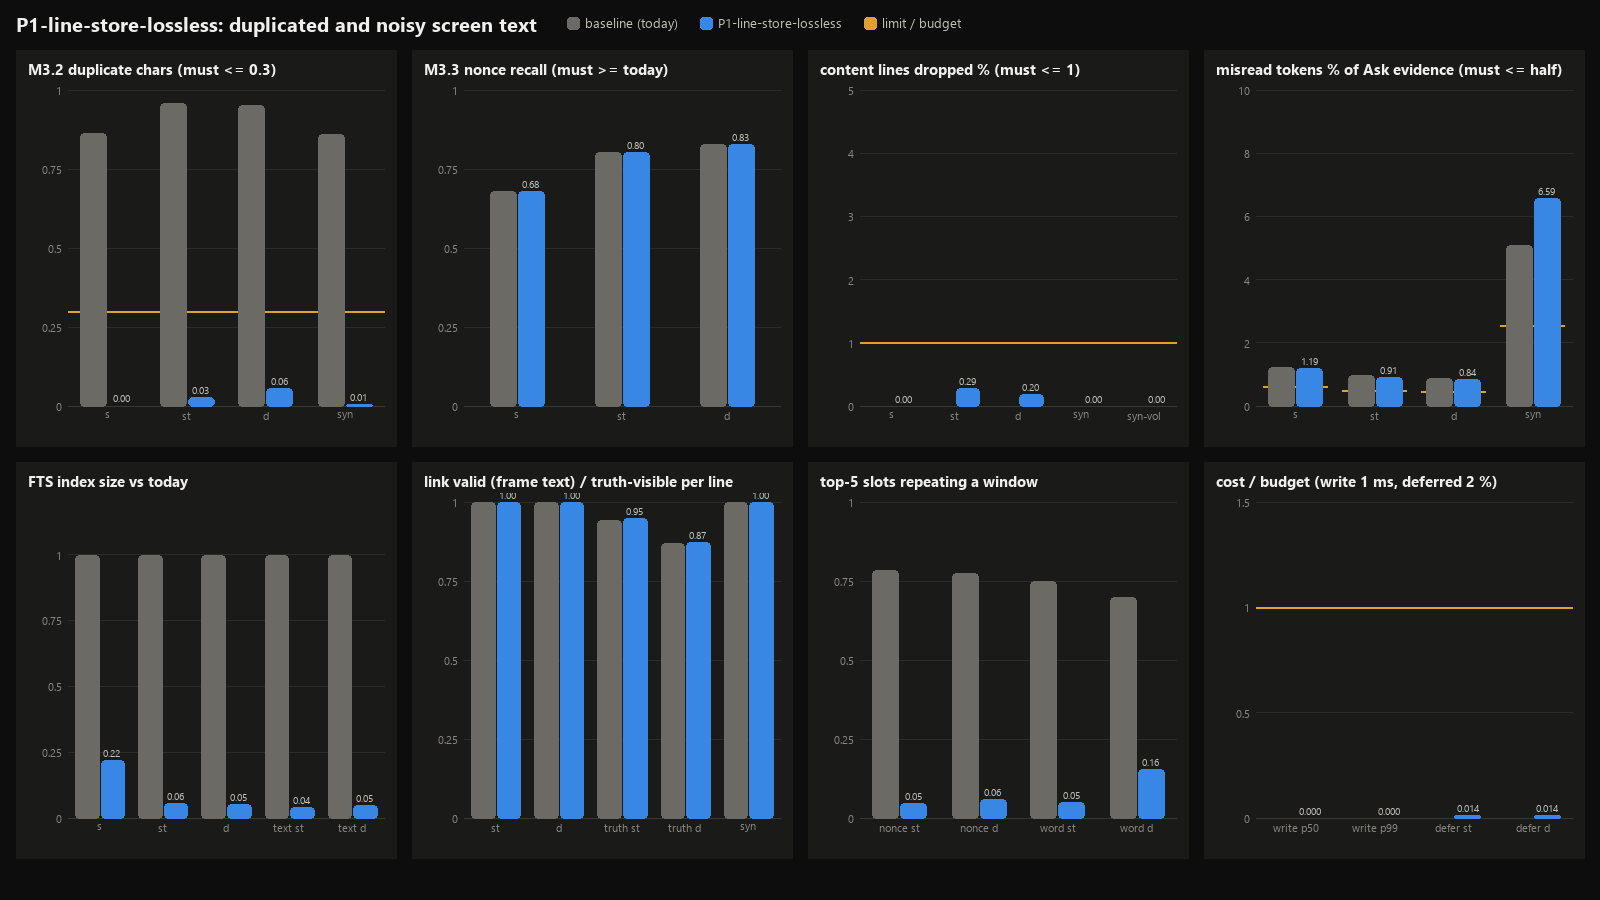 P1-line-store-lossless: duplicated and noisy screen text
baseline (today)
P1-line-store-lossless
limit / budget
M3.2 duplicate chars (must <= 0.3)
1
0.75
0.5
0.25
0
0.00
0.03
0.06
0.01
s
st
d
syn
M3.3 nonce recall (must >= today)
1
0.75
0.5
0.25
0
0.68
0.80
0.83
s
st
d
content lines dropped % (must <= 1)
5
4
3
2
1
0
0.00
0.29
0.20
0.00
0.00
s
st
d
syn
syn-vol
misread tokens % of Ask evidence (must <= half)
10
8
6
4
2
0
1.19
0.91
0.84
6.59
s
st
d
syn
FTS index size vs today
1
0.75
0.5
0.25
0
0.22
0.06
0.05
0.04
0.05
s
st
d
text st
text d
link valid (frame text) / truth-visible per line
1
0.75
0.5
0.25
0
1.00
1.00
0.95
0.87
1.00
st
d
truth st
truth d
syn
top-5 slots repeating a window
1
0.75
0.5
0.25
0
0.05
0.06
0.05
0.16
nonce st
nonce d
word st
word d
cost / budget (write 1 ms, deferred 2 %)
1.5
1
0.5
0
0.000
0.000
0.014
0.014
write p50
write p99
defer st
defer d